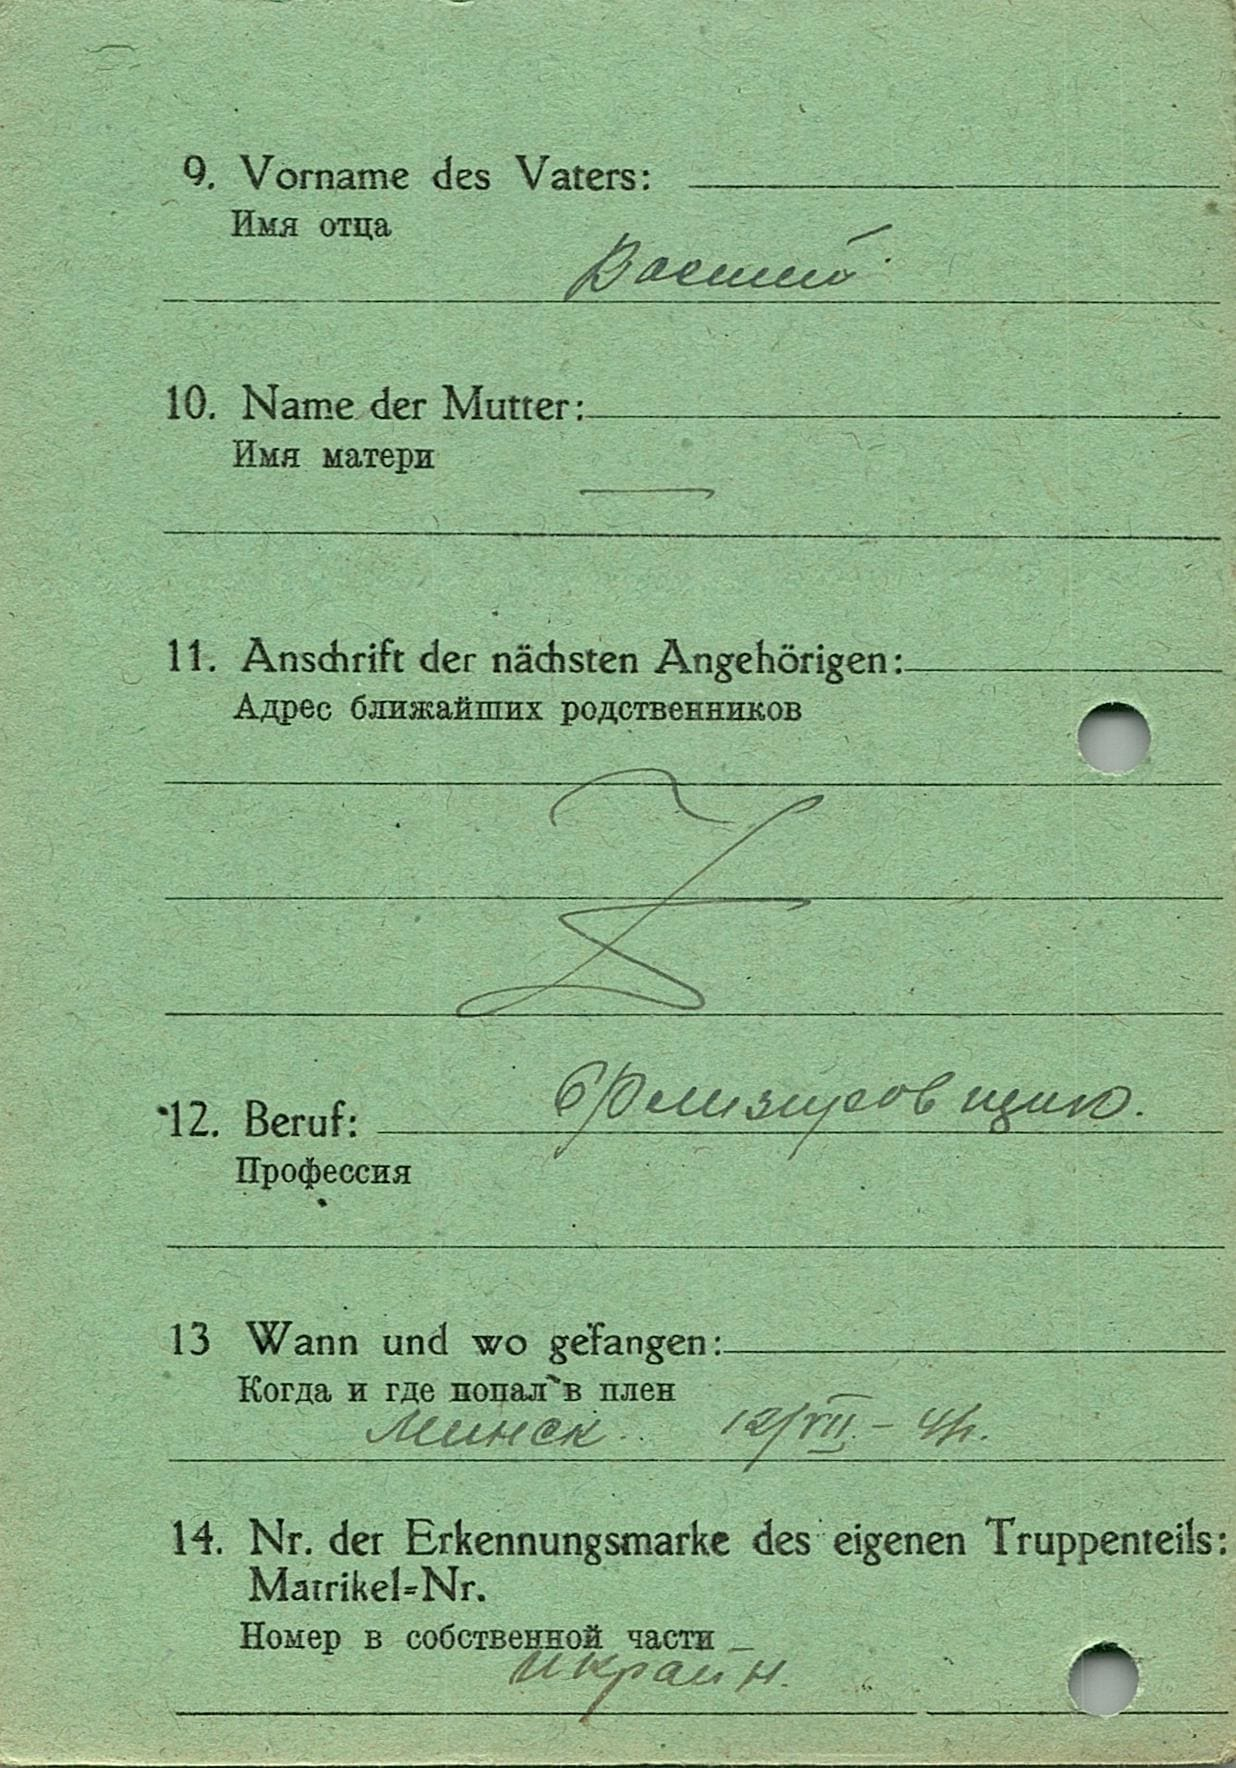 9. Vorname des Vaters:
Имя отца
10. Name der Mutter:
Имя матери
—
11. Anschrift der nächsten Angehörigen:
Адрес ближайших родственников
12. Beruf:
Профессия
13 Wann und wo gefangen:
Когда и где попал в плен
Минск. 12/VII – 41.
14. Nr. der Erkennungsmarke des eigenen Truppenteils:
Matrikel-Nr.
Номер в собственной части